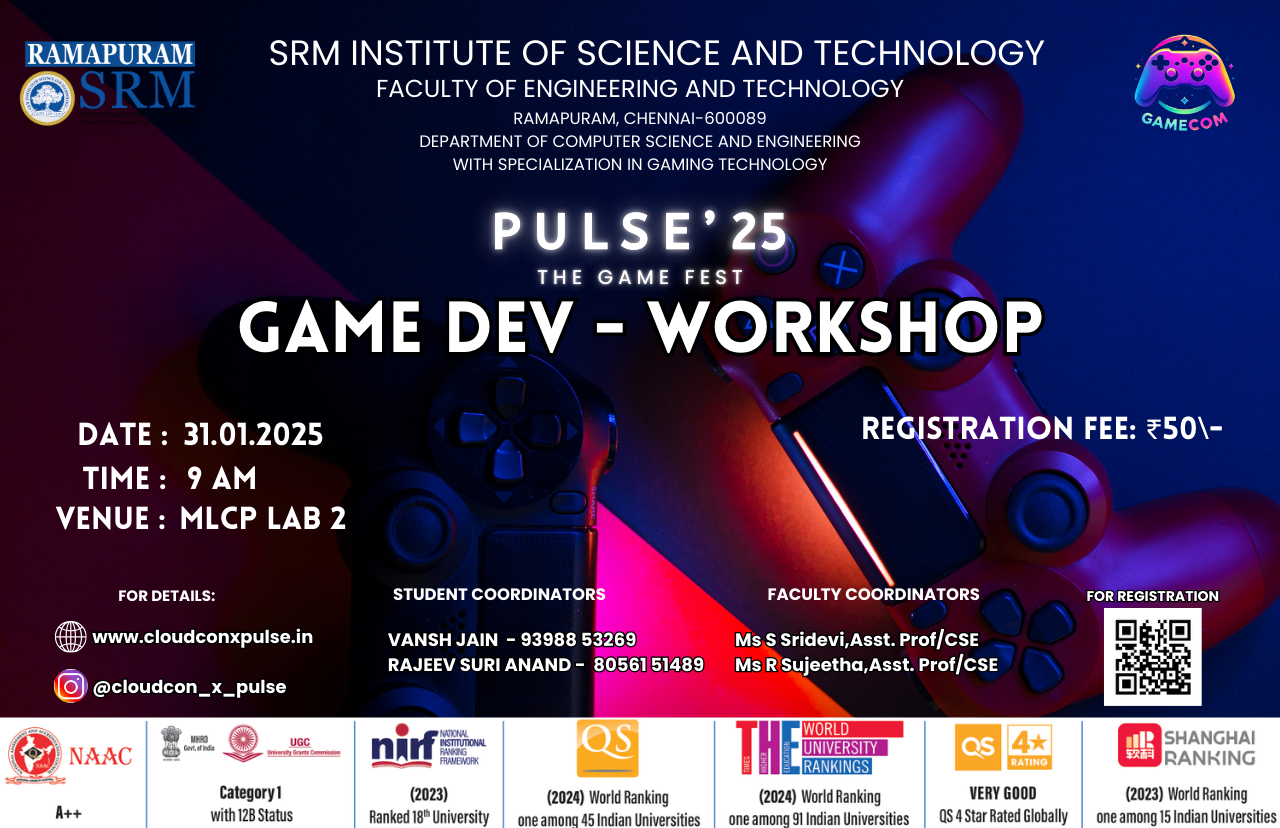 RAMAPURAM
SRM
SRM INSTITUTE OF SCIENCE AND TECHNOLOGY
FACULTY OF ENGINEERING AND TECHNOLOGY
RAMAPURAM, CHENNAI-600089
DEPARTMENT OF COMPUTER SCIENCE AND ENGINEERING
WITH SPECIALIZATION IN GAMING TECHNOLOGY
GAMECOM
PULSE’25
THE GAME FEST
GAME DEV - WORKSHOP
DATE : 31.01.2025
TIME : 9 AM
VENUE : MLCP LAB 2
REGISTRATION FEE: ₹50\-
FOR DETAILS:
www.cloudconxpulse.in
@cloudcon_x_pulse
STUDENT COORDINATORS
VANSH JAIN - 93988 53269
RAJEEV SURI ANAND - 80561 51489
FACULTY COORDINATORS
Ms S Sridevi,Asst. Prof/CSE
Ms R Sujeetha,Asst. Prof/CSE
FOR REGISTRATION
NAAC
A++
MHRD
Govt. of India
UGC
University Grants Commission
Category 1
with 12B Status
nirf
NATIONAL
INSTITUTIONAL
RANKING
FRAMEWORK
(2023)
Ranked 18th University
QS
(2024) World Ranking
one among 45 Indian Universities
THE
TIMES
HIGHER
EDUCATION
WORLD
UNIVERSITY
RANKINGS
(2024) World Ranking
one among 91 Indian Universities
QS
4★
RATING
VERY GOOD
QS 4 Star Rated Globally
软科
SHANGHAI
RANKING
(2023) World Ranking
one among 15 Indian Universities